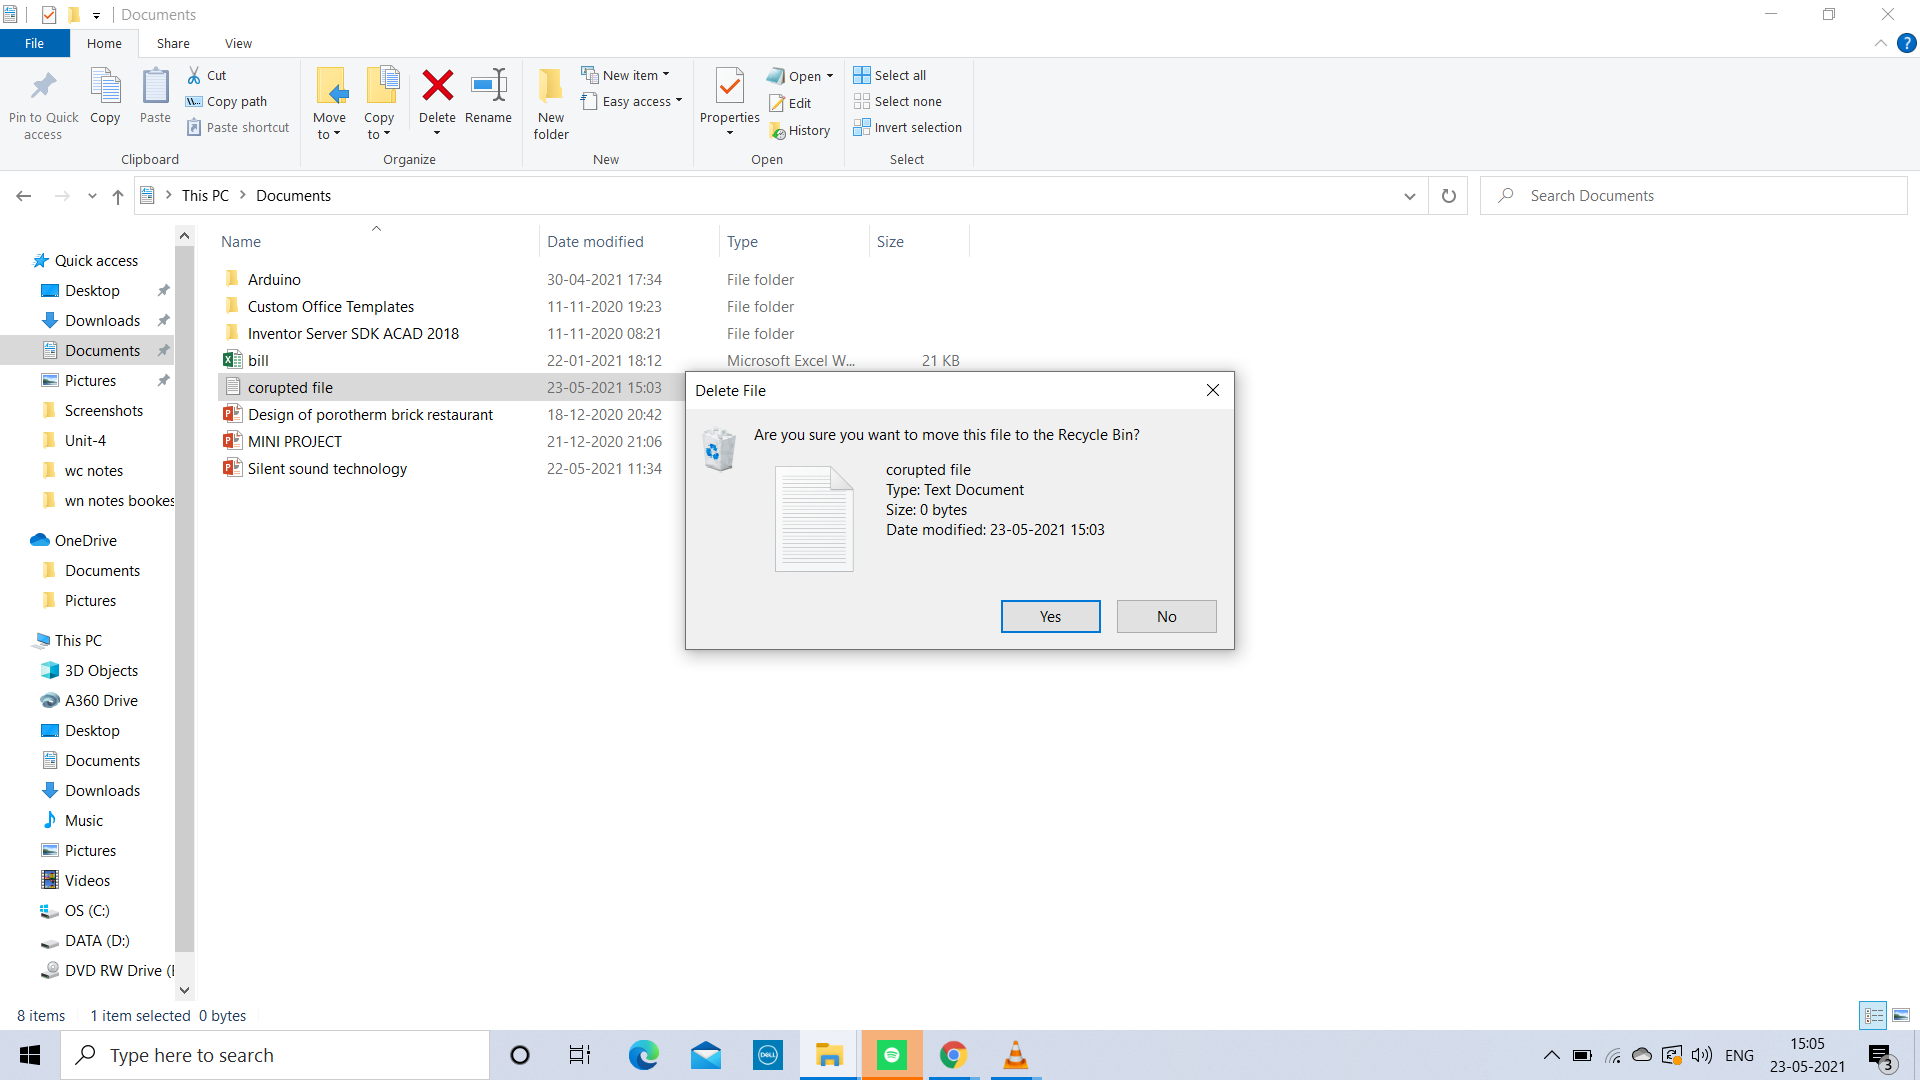 Documents
File Home Share View
Pin to Quick access
Copy
Paste
Cut
Copy path
Paste shortcut
Clipboard
Move to
Copy to
Delete
Rename
Organize
New folder
New item
Easy access
New
Properties
Open
Edit
History
Open
Select all
Select none
Invert selection
Select
This PC > Documents
Search Documents
Name Date modified Type Size
Arduino 30-04-2021 17:34 File folder
Custom Office Templates 11-11-2020 19:23 File folder
Inventor Server SDK ACAD 2018 11-11-2020 08:21 File folder
bill 22-01-2021 18:12 Microsoft Excel W... 21 KB
corupted file 23-05-2021 15:03
Design of porotherm brick restaurant 18-12-2020 20:42
MINI PROJECT 21-12-2020 21:06
Silent sound technology 22-05-2021 11:34
Quick access
Desktop
Downloads
Documents
Pictures
Screenshots
Unit-4
wc notes
wn notes bookes
OneDrive
Documents
Pictures
This PC
3D Objects
A360 Drive
Desktop
Documents
Downloads
Music
Pictures
Videos
OS (C:)
DATA (D:)
DVD RW Drive (
Delete File
Are you sure you want to move this file to the Recycle Bin?
corupted file
Type: Text Document
Size: 0 bytes
Date modified: 23-05-2021 15:03
Yes No
8 items 1 item selected 0 bytes
Type here to search
DELL
ENG
15:05
23-05-2021
3